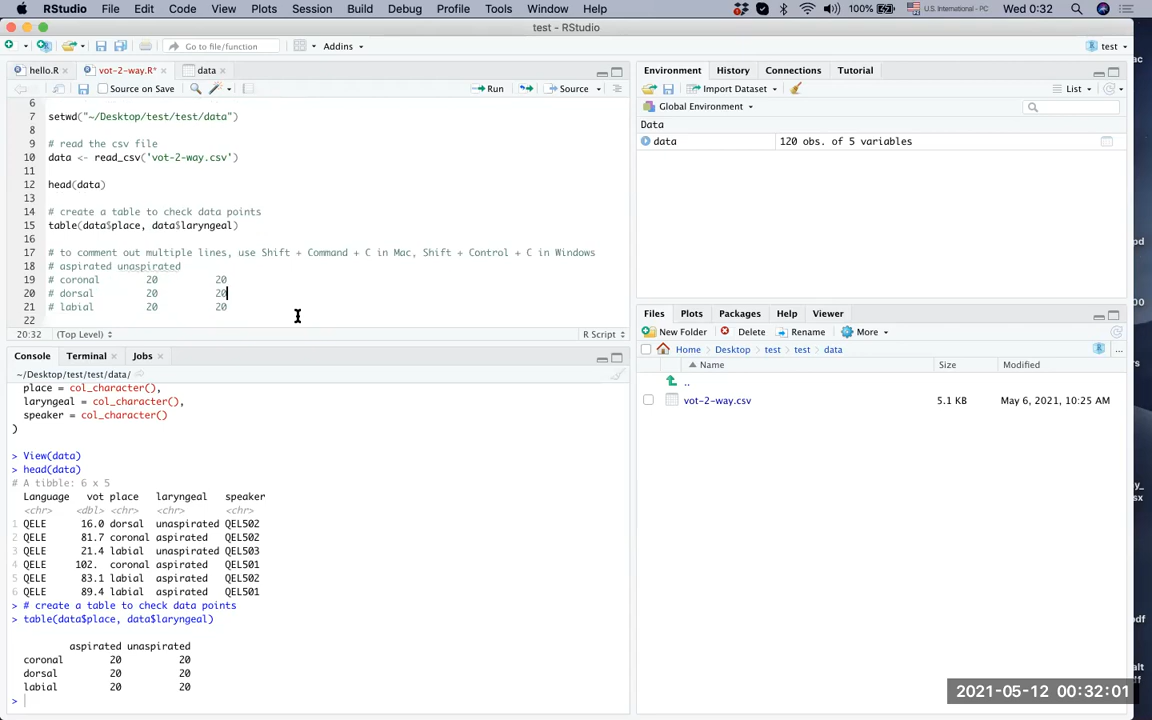 RStudio File Edit Code View Plots Session Build Debug Profile Tools Window Help 100% U.S. International - PC Wed 0:32
test - RStudio
Go to file/function Addins test
hello.R vot-2-way.R* data
Source on Save Run Source
6
7 setwd("~/Desktop/test/test/data")
8
9 # read the csv file
10 data <- read_csv('vot-2-way.csv')
11
12 head(data)
13
14 # create a table to check data points
15 table(data$place, data$laryngeal)
16
17 # to comment out multiple lines, use Shift + Command + C in Mac, Shift + Control + C in Windows
18 # aspirated unaspirated
19 # coronal 20 20
20 # dorsal 20 20
21 # labial 20 20
22
20:32 (Top Level) R Script
Console Terminal Jobs
~/Desktop/test/test/data/
place = col_character(),
laryngeal = col_character(),
speaker = col_character()
)
> View(data)
> head(data)
# A tibble: 6 x 5
Language vot place laryngeal speaker
<chr> <dbl> <chr> <chr> <chr>
1 QELE 16.0 dorsal unaspirated QEL502
2 QELE 81.7 coronal aspirated QEL502
3 QELE 21.4 labial unaspirated QEL503
4 QELE 102. coronal aspirated QEL501
5 QELE 83.1 labial aspirated QEL502
6 QELE 89.4 labial aspirated QEL501
> # create a table to check data points
> table(data$place, data$laryngeal)
aspirated unaspirated
coronal 20 20
dorsal 20 20
labial 20 20
>
Environment History Connections Tutorial
Import Dataset List
Global Environment
Data
data 120 obs. of 5 variables
Files Plots Packages Help Viewer
New Folder Delete Rename More
Home Desktop test test data
Name Size Modified
..
vot-2-way.csv 5.1 KB May 6, 2021, 10:25 AM
2021-05-12 00:32:01